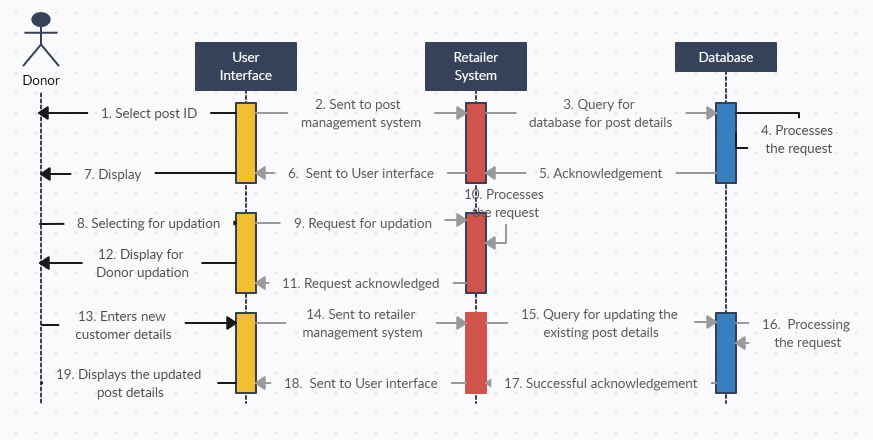 Donor
User
Interface
Retailer
System
Database
1. Select post ID
2. Sent to post
management system
3. Query for
database for post details
4. Processes
the request
7. Display
6.  Sent to User interface
5. Acknowledgement
10. Processes
the request
8. Selecting for updation
9. Request for updation
12. Display for
Donor updation
11. Request acknowledged
13. Enters new
customer details
14. Sent to retailer
management system
15. Query for updating the
existing post details
16.  Processing
the request
19. Displays the updated
post details
18.  Sent to User interface
17. Successful acknowledgement